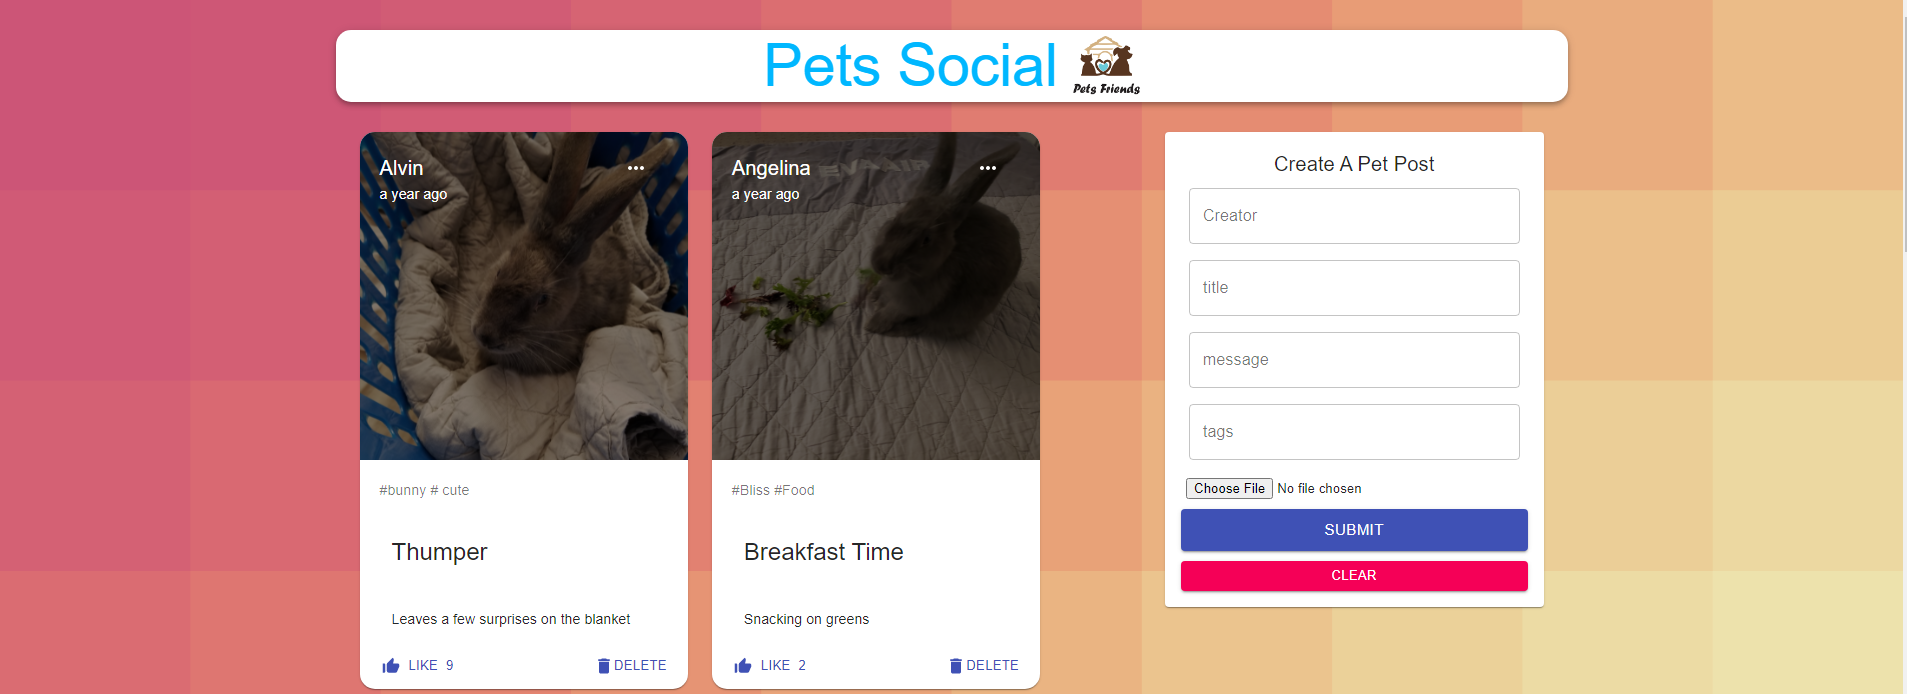 Pets Social
Pets Friends
Alvin
a year ago
#bunny # cute
Thumper
Leaves a few surprises on the blanket
LIKE 9
DELETE
Angelina
a year ago
EVA AIR
#Bliss #Food
Breakfast Time
Snacking on greens
LIKE 2
DELETE
Create A Pet Post
Creator
title
message
tags
Choose File No file chosen
SUBMIT
CLEAR